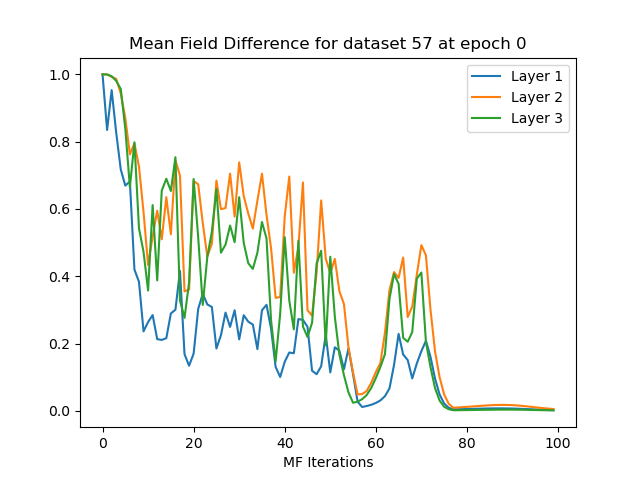 Mean Field Difference for dataset 57 at epoch 0
1.0
0.8
0.6
0.4
0.2
0.0
Layer 1
Layer 2
Layer 3
0 20 40 60 80 100
MF Iterations